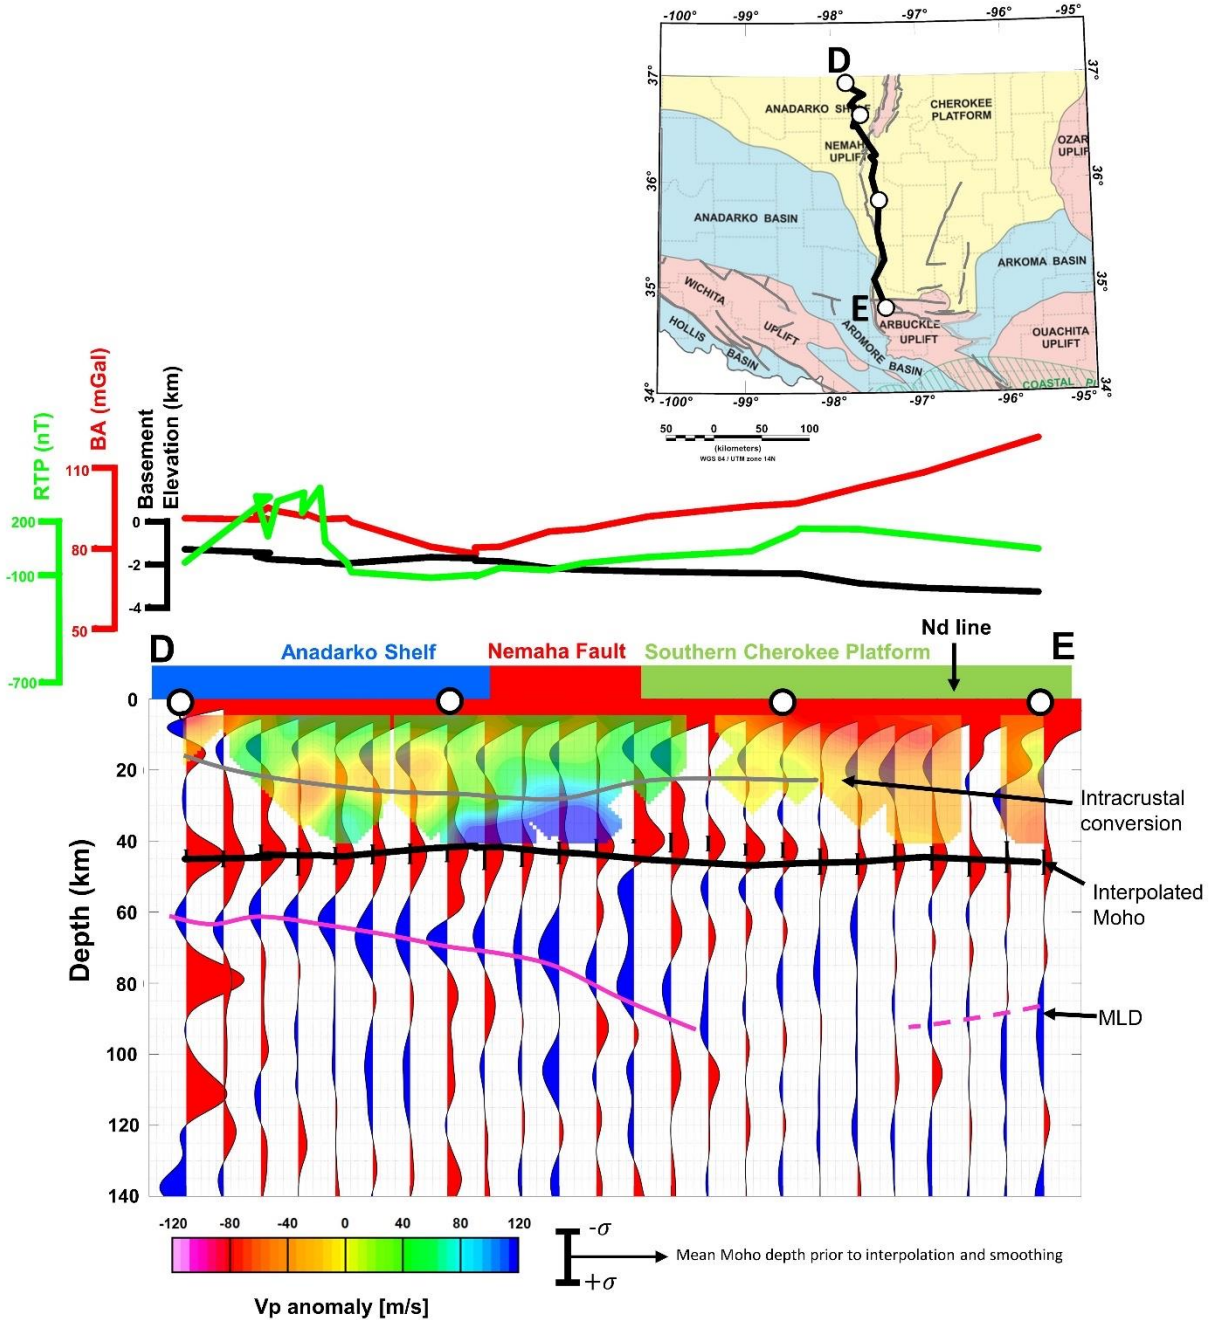 -100° -99° -98° -97° -96° -95°
D
37° 37°
ANADARKO SHELF
CHEROKEE
PLATFORM
NEMAHA
UPLIFT
OZAR
UPLIF
36° 36°
ANADARKO BASIN
ARKOMA BASIN
35° 35°
WICHITA
UPLIFT
E
ARBUCKLE
UPLIFT
HOLLIS
BASIN
ARDMORE BASIN
OUACHITA
UPLIFT
COASTAL PL
34° 34°
-100° -99° -98° -97° -96° -95°
50 0 50 100
(kilometers)
WGS 84 / UTM zone 14N
RTP (nT)
BA (mGal)
Basement
Elevation (km)
110
200 0
80
-100 -2
-4
50
-700
Nd line
D Anadarko Shelf Nemaha Fault Southern Cherokee Platform E
Depth (km)
0
20
40
60
80
100
120
140
Intracrustal
conversion
Interpolated
Moho
MLD
-120 -80 -40 0 40 80 120
Vp anomaly [m/s]
-σ
Mean Moho depth prior to interpolation and smoothing
+σ